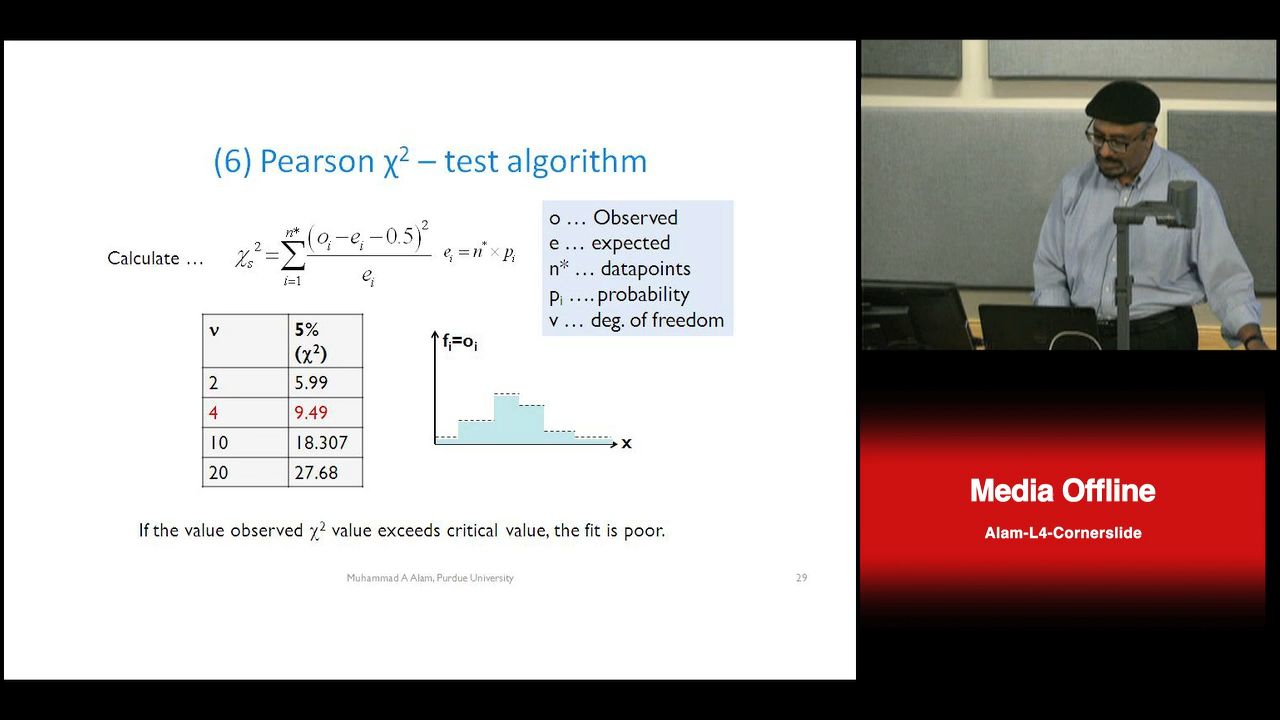 (6) Pearson χ² – test algorithm
Calculate … χₛ² = ∑ᵢ₌₁ⁿ* (oᵢ – eᵢ – 0.5)² / eᵢ eᵢ = n* × pᵢ
o … Observed
e … expected
n* … datapoints
pᵢ …. probability
ν … deg. of freedom
ν 5% (χ²)
2 5.99
4 9.49
10 18.307
20 27.68
fᵢ=oᵢ
x
If the value observed χ² value exceeds critical value, the fit is poor.
Muhammad A Alam, Purdue University 29
Media Offline
Alam-L4-Cornerslide